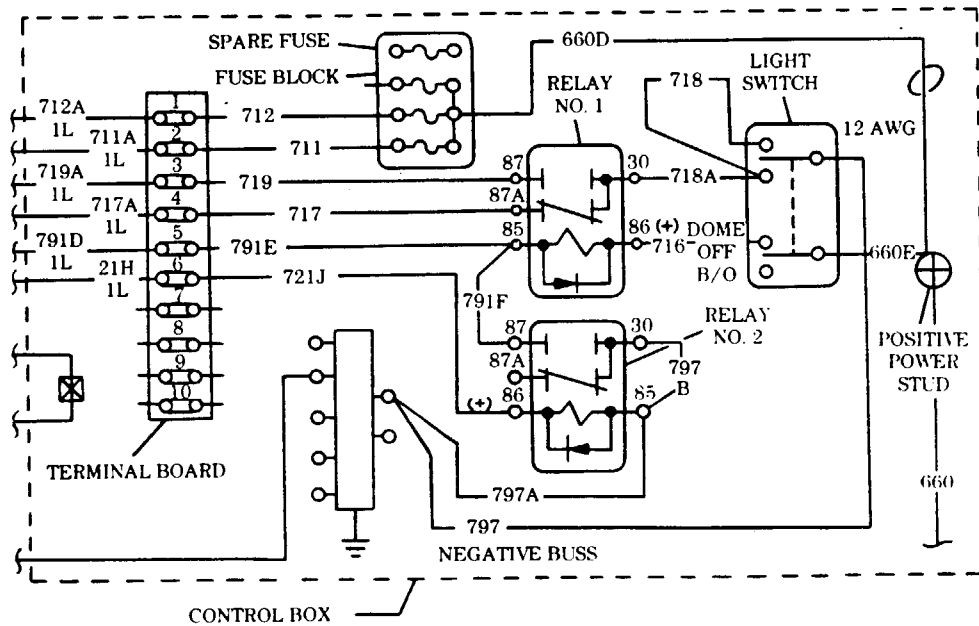 SPARE FUSE
FUSE BLOCK
660D
LIGHT
SWITCH
718
RELAY
NO. 1
12 AWG
712A
1L
1
712
711A
1L
2
711
719A
1L
3
719
87
30
718A
717A
1L
4
717
87A
791D
1L
5
791E
85
86 (+)
716
DOME
OFF
B/O
660E
21H
1L
6
721J
791F
7
87
30
RELAY
NO. 2
POSITIVE
POWER
STUD
8
87A
797
B
9
(+)
86
85
10
TERMINAL BOARD
797A
660
797
NEGATIVE BUSS
CONTROL BOX